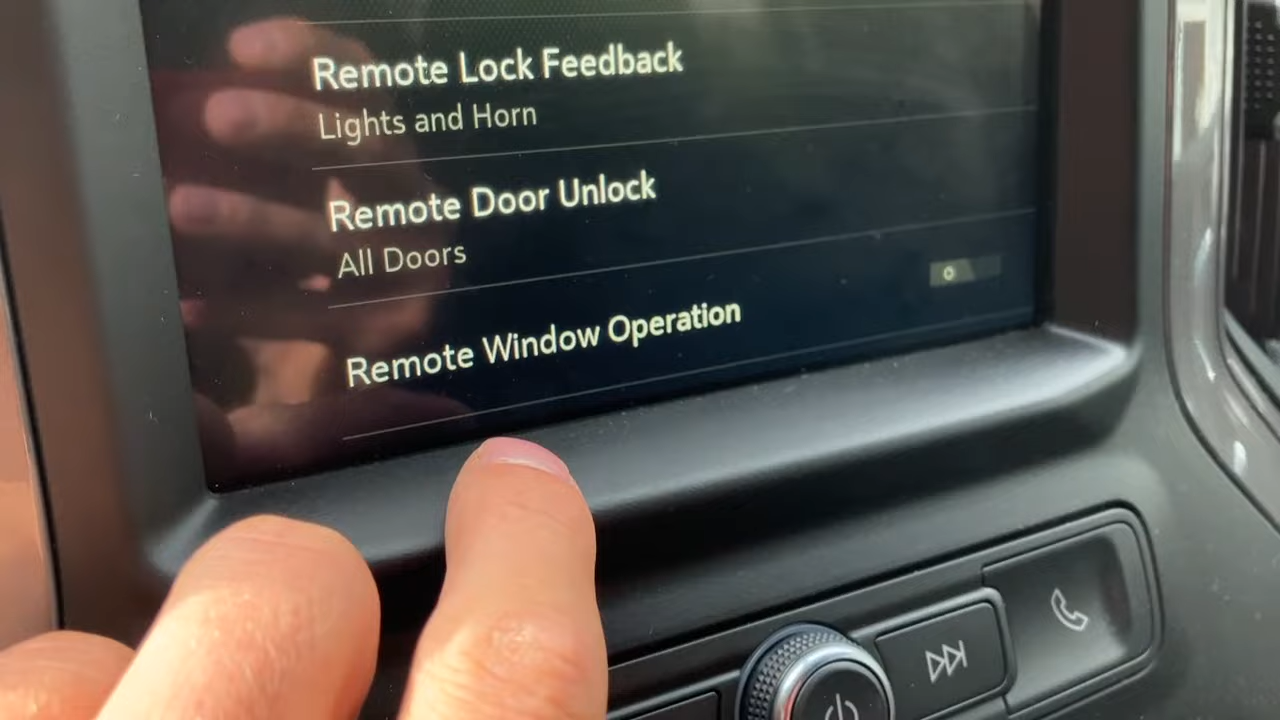 Remote Lock Feedback
Lights and Horn
Remote Door Unlock
All Doors
Remote Window Operation